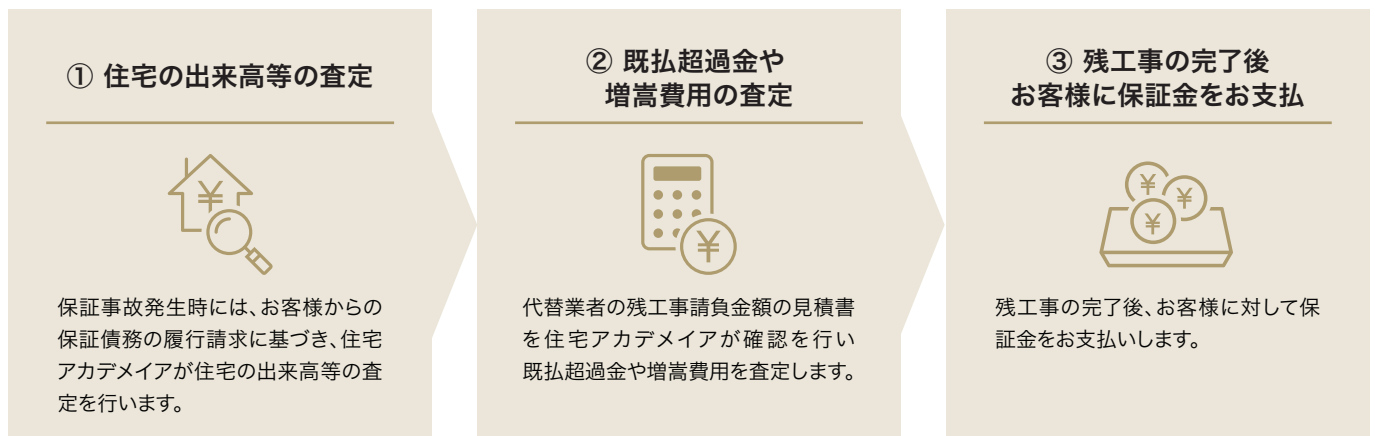 ① 住宅の出来高等の査定
¥
保証事故発生時には、お客様からの
保証債務の履行請求に基づき、住宅
アカデメイアが住宅の出来高等の査
定を行います。
② 既払超過金や
増嵩費用の査定
¥
代替業者の残工事請負金額の見積書
を住宅アカデメイアが確認を行い
既払超過金や増嵩費用を査定します。
③ 残工事の完了後
お客様に保証金をお支払
¥ ¥
¥
残工事の完了後、お客様に対して保
証金をお支払いします。